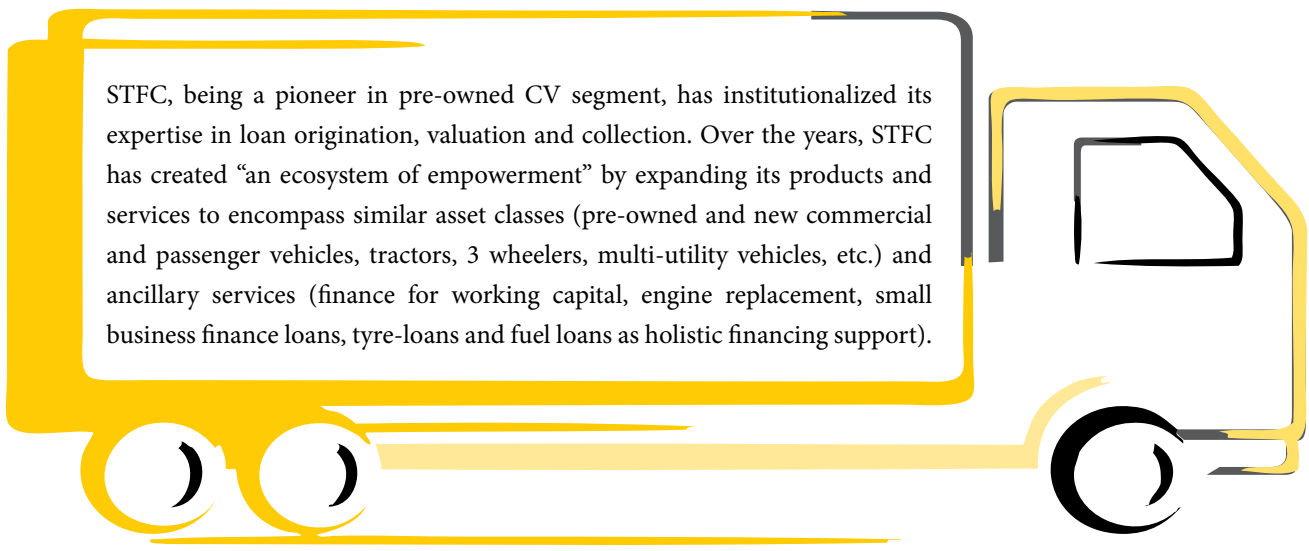 STFC, being a pioneer in pre-owned CV segment, has institutionalized its
expertise in loan origination, valuation and collection. Over the years, STFC
has created “an ecosystem of empowerment” by expanding its products and
services to encompass similar asset classes (pre-owned and new commercial
and passenger vehicles, tractors, 3 wheelers, multi-utility vehicles, etc.) and
ancillary services (finance for working capital, engine replacement, small
business finance loans, tyre-loans and fuel loans as holistic financing support).